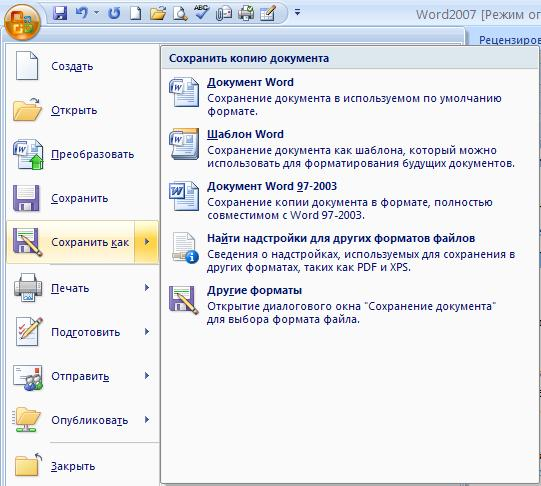 Word2007 [Режим ог
Рецензиров
Создать
Открыть
Преобразовать
Сохранить
Сохранить как
Печать
Подготовить
Отправить
Опубликовать
Закрыть
Сохранить копию документа
Документ Word
Сохранение документа в используемом по умолчанию
формате.
Шаблон Word
Сохранение документа как шаблона, который можно
использовать для форматирования будущих документов.
Документ Word 97-2003
Сохранение копии документа в формате, полностью
совместимом с Word 97-2003.
Найти надстройки для других форматов файлов
Сведения о надстройках, используемых для сохранения в
других форматах, таких как PDF и XPS.
Другие форматы
Открытие диалогового окна "Сохранение документа"
для выбора формата файла.